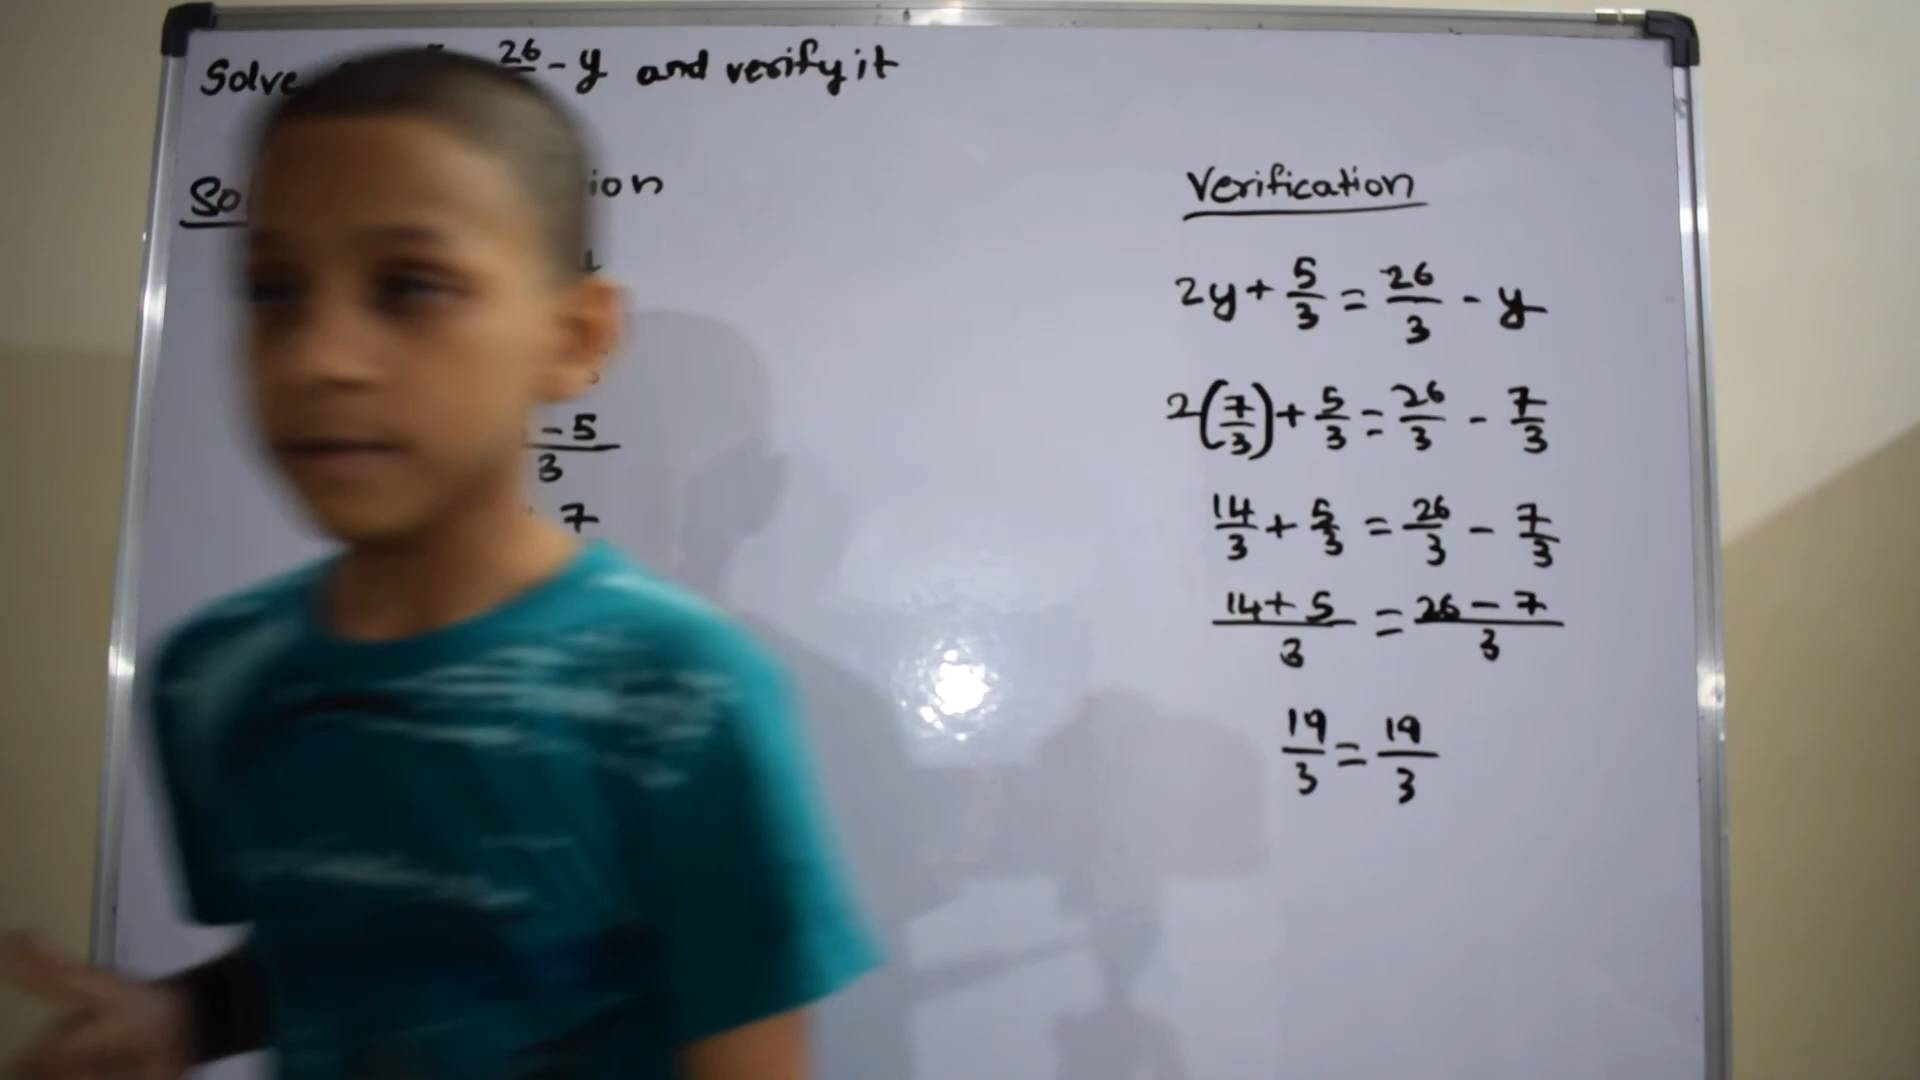 Solve 26/ - y and verify it
So ion
- 5
3
7
Verification
2y + 5/3 = 26/3 - y
2(7/3) + 5/3 = 26/3 - 7/3
14/3 + 5/3 = 26/3 - 7/3
14 + 5/3 = 26 - 7/3
19/3 = 19/3